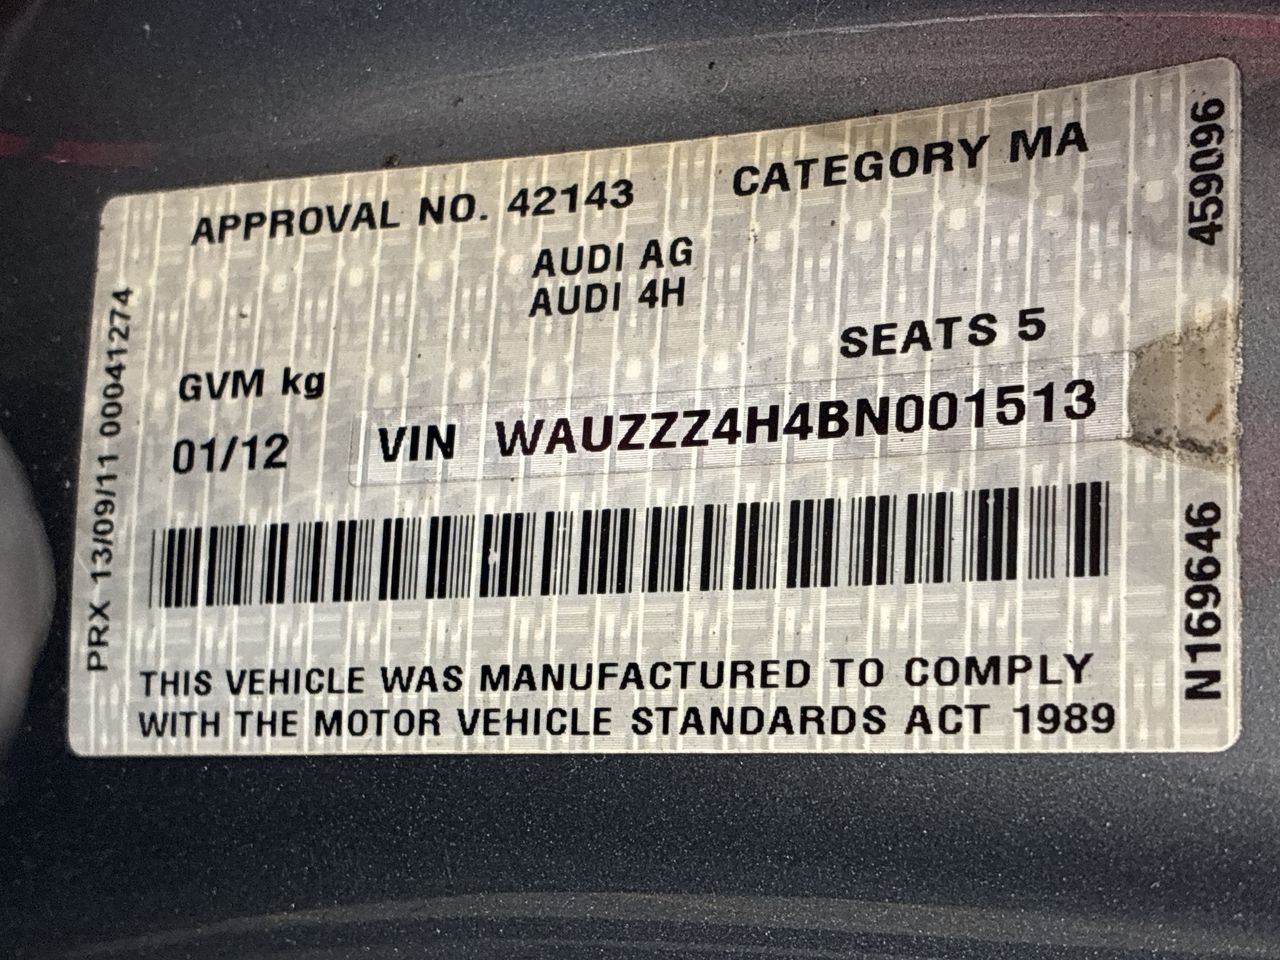 APPROVAL NO. 42143 CATEGORY MA
AUDI AG
AUDI 4H
SEATS 5
GVM kg
01/12 VIN WAUZZZ4H4BN001513
THIS VEHICLE WAS MANUFACTURED TO COMPLY
WITH THE MOTOR VEHICLE STANDARDS ACT 1989
PRX 13/09/11 00041274
459096
N169646